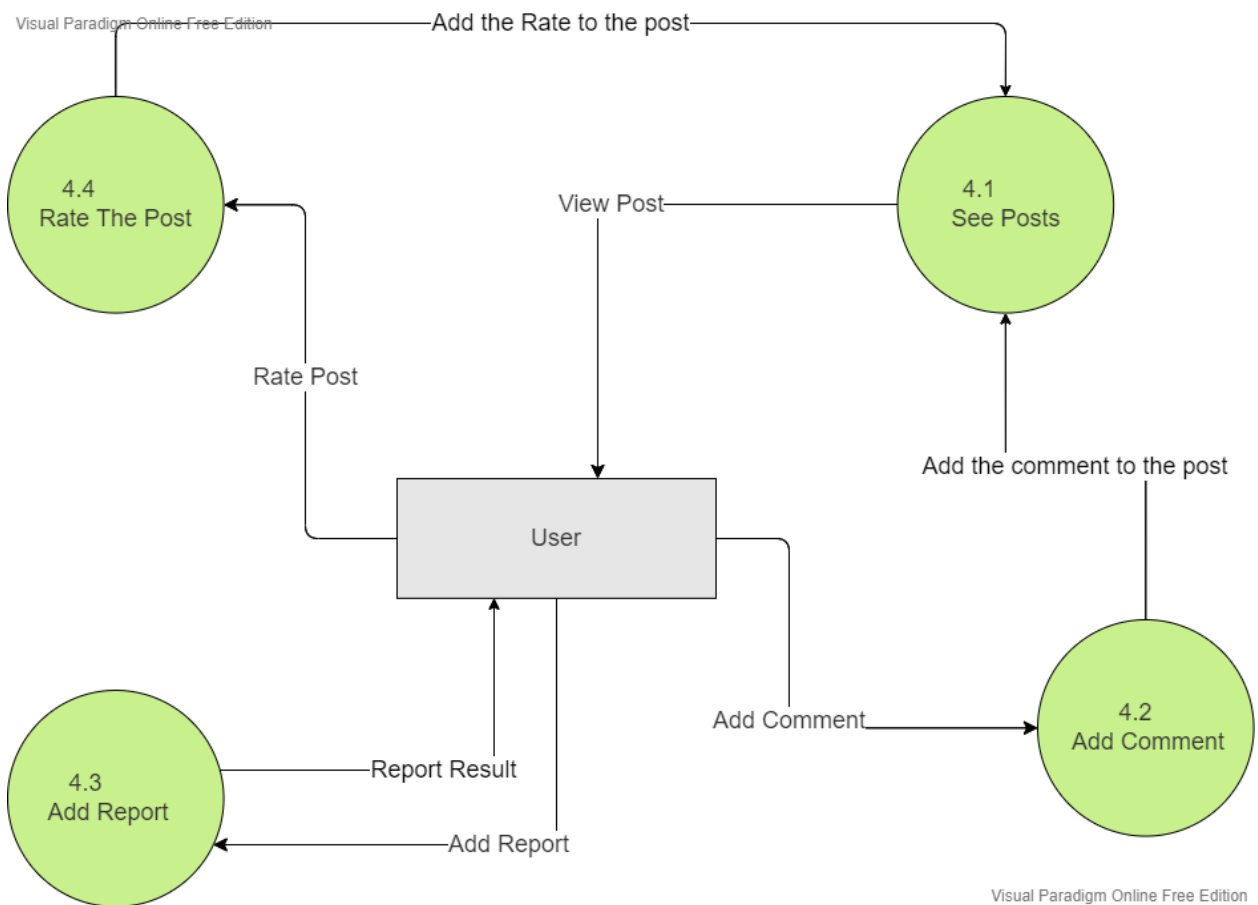 Visual Paradigm Online Free Edition
Add the Rate to the post
4.4
Rate The Post
View Post
4.1
See Posts
Rate Post
Add the comment to the post
User
Add Comment
4.2
Add Comment
Report Result
4.3
Add Report
Add Report
Visual Paradigm Online Free Edition